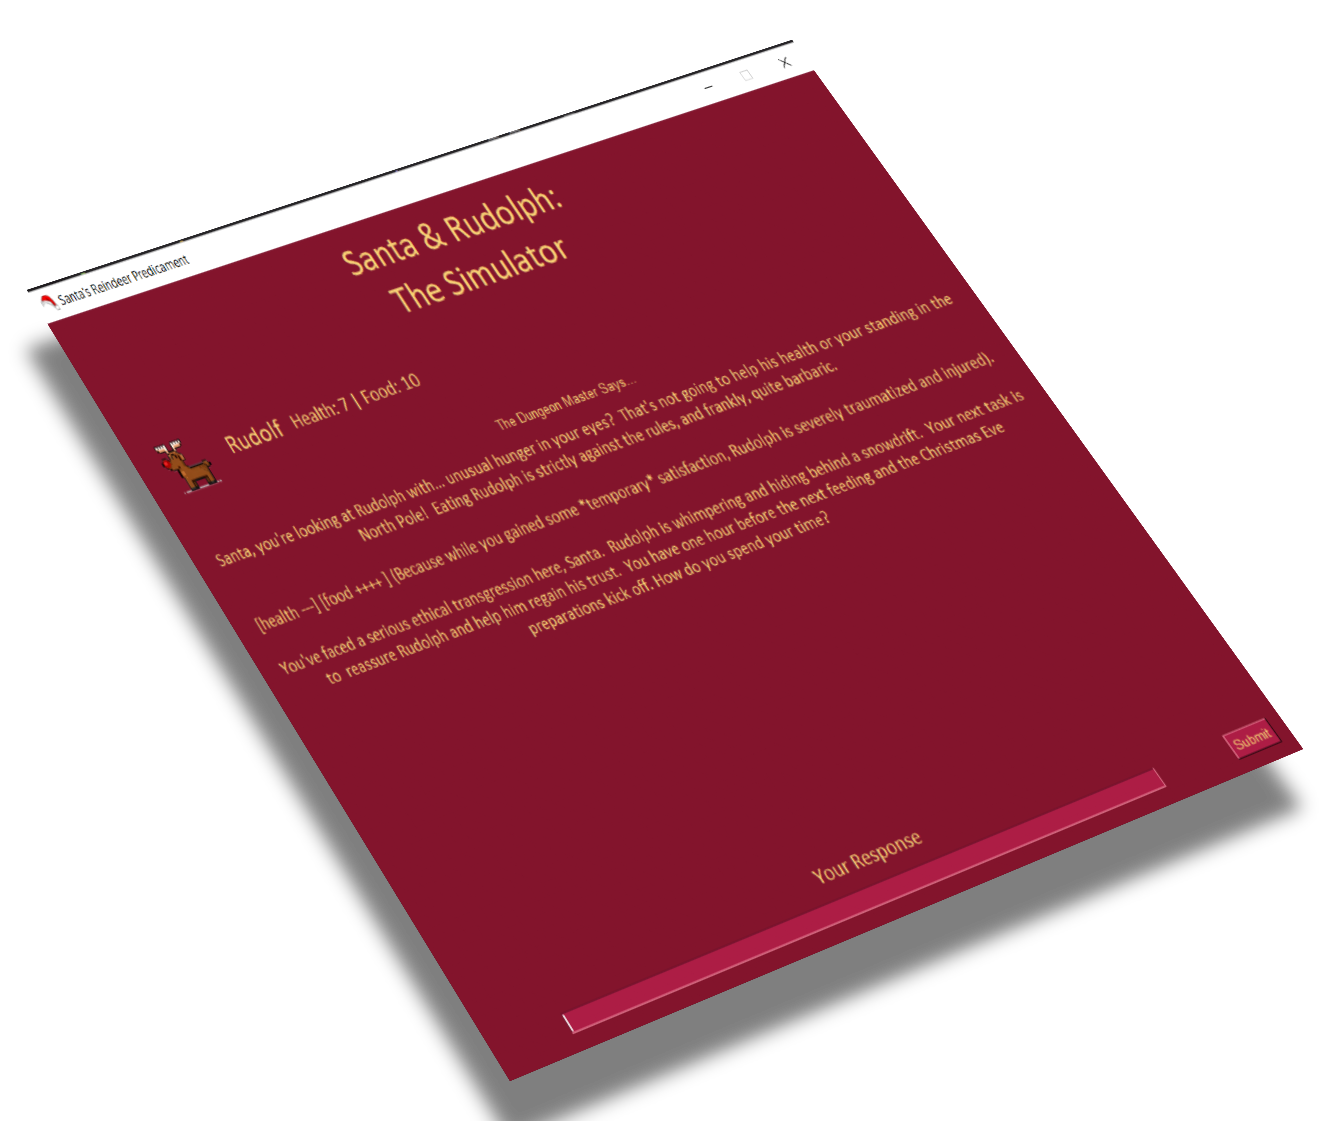 Santa's Reindeer Predicament
Santa & Rudolph:
The Simulator
Rudolf Health: 7 | Food: 10
The Dungeon Master Says...
Santa, you're looking at Rudolph with... unusual hunger in your eyes? That's not going to help his health or your standing in the
North Pole! Eating Rudolph is strictly against the rules, and frankly, quite barbaric.
[health ---] [food ++++ ] (Because while you gained some *temporary* satisfaction, Rudolph is severely traumatized and injured).
You've faced a serious ethical transgression here, Santa. Rudolph is whimpering and hiding behind a snowdrift. Your next task is
to reassure Rudolph and help him regain his trust. You have one hour before the next feeding and the Christmas Eve
preparations kick off. How do you spend your time?
Your Response
Submit